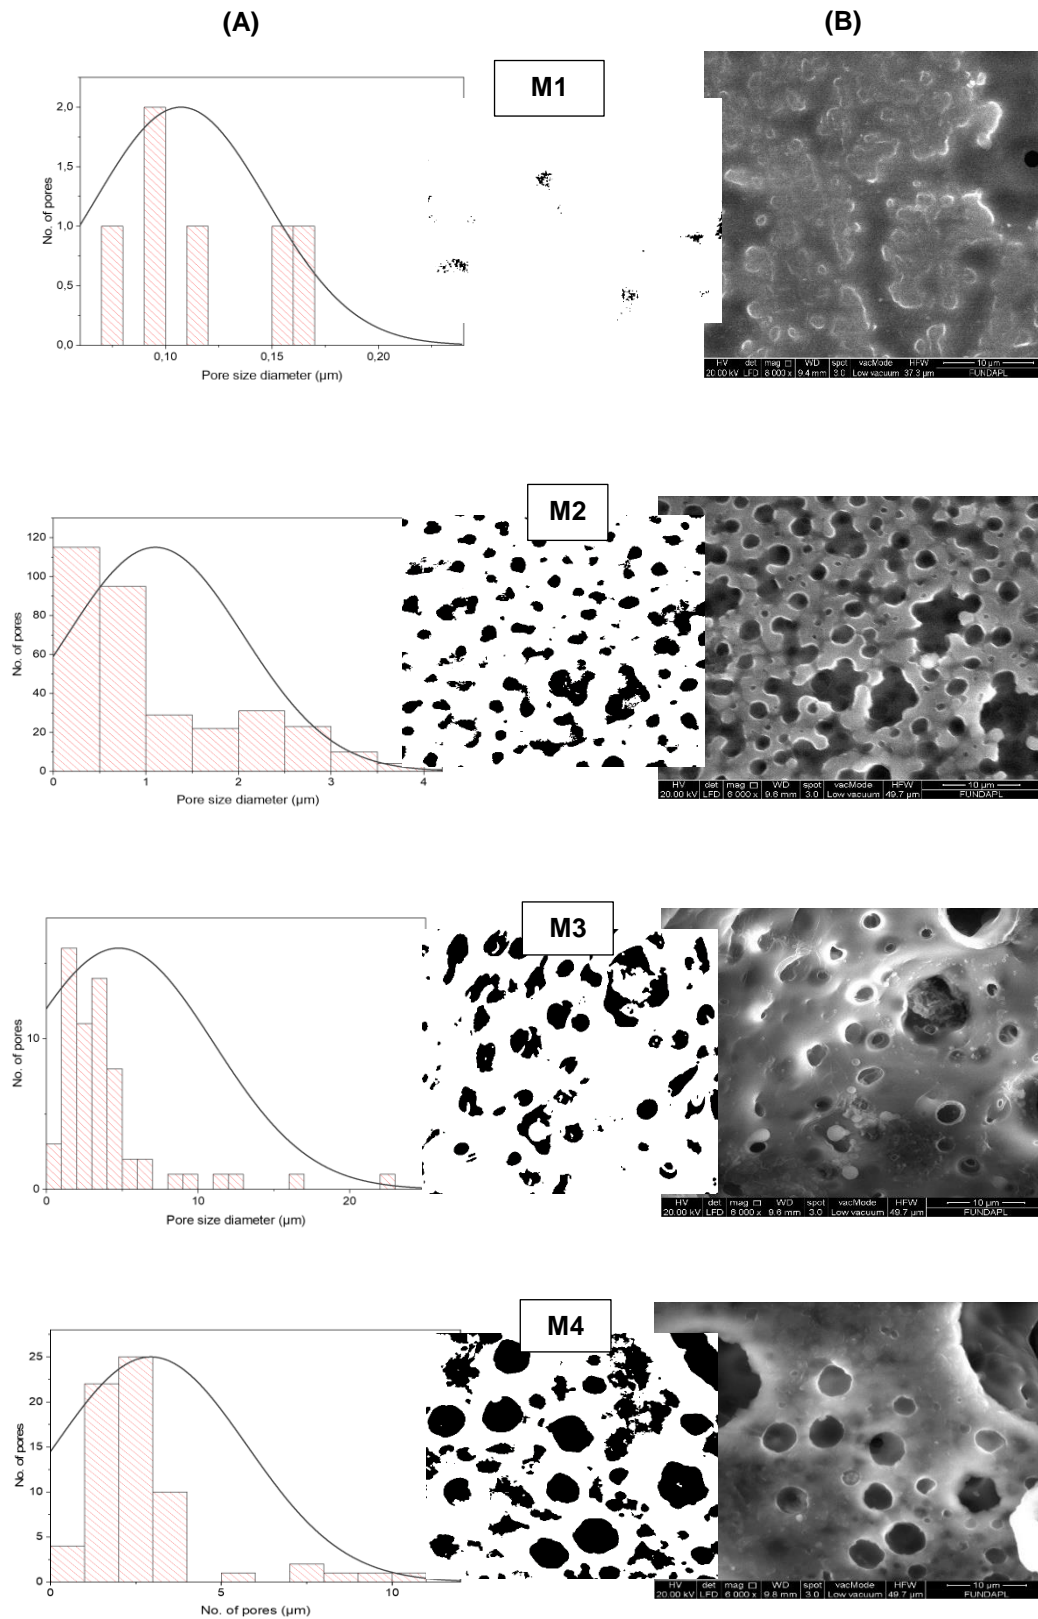 (A)
(B)
M1
No. of pores
2,0
1,5
1,0
0,5
0,0
0,10
0,15
0,20
Pore size diameter (µm)
HV det mag □ WD spot vacMode HFW 10 µm
20.00 kV LFD 8 000 x 9.4 mm 3.0 Low vacuum 37.3 µm FUNDAPL
M2
No. of pores
120
100
80
60
40
20
0
0
1
2
3
4
Pore size diameter (µm)
HV det mag □ WD spot vacMode HFW 10 µm
20.00 kV LFD 6 000 x 9.6 mm 3.0 Low vacuum 49.7 µm FUNDAPL
M3
No. of pores
10
0
0
10
20
Pore size diameter (µm)
HV det mag □ WD spot vacMode HFW 10 µm
20.00 kV LFD 6 000 x 9.6 mm 3.0 Low vacuum 49.7 µm FUNDAPL
M4
No. of pores
25
20
15
10
5
0
0
5
10
No. of pores (µm)
HV det mag □ WD spot vacMode HFW 10 µm
20.00 kV LFD 6 000 x 9.8 mm 3.0 Low vacuum 49.7 µm FUNDAPL